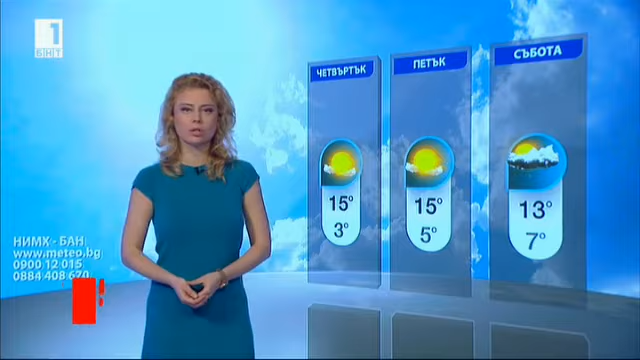 1
БНТ
ЧЕТВЪРТЪК
ПЕТЪК
СЪБОТА
15°
3°
15°
5°
13°
7°
НИМХ - БАН
www.meteo.bg
0900 12 015
0884 408 670